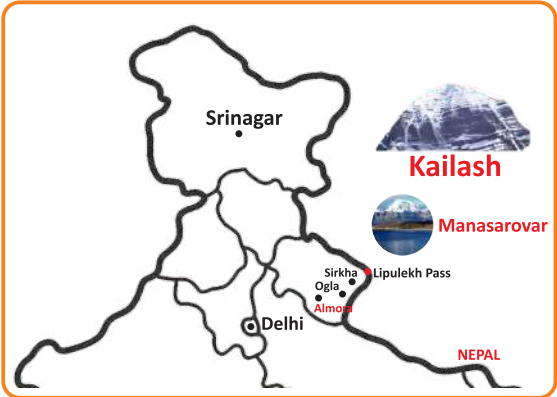 Srinagar
Kailash
Manasarovar
Sirkha
Lipulekh Pass
Ogla
Almora
Delhi
NEPAL